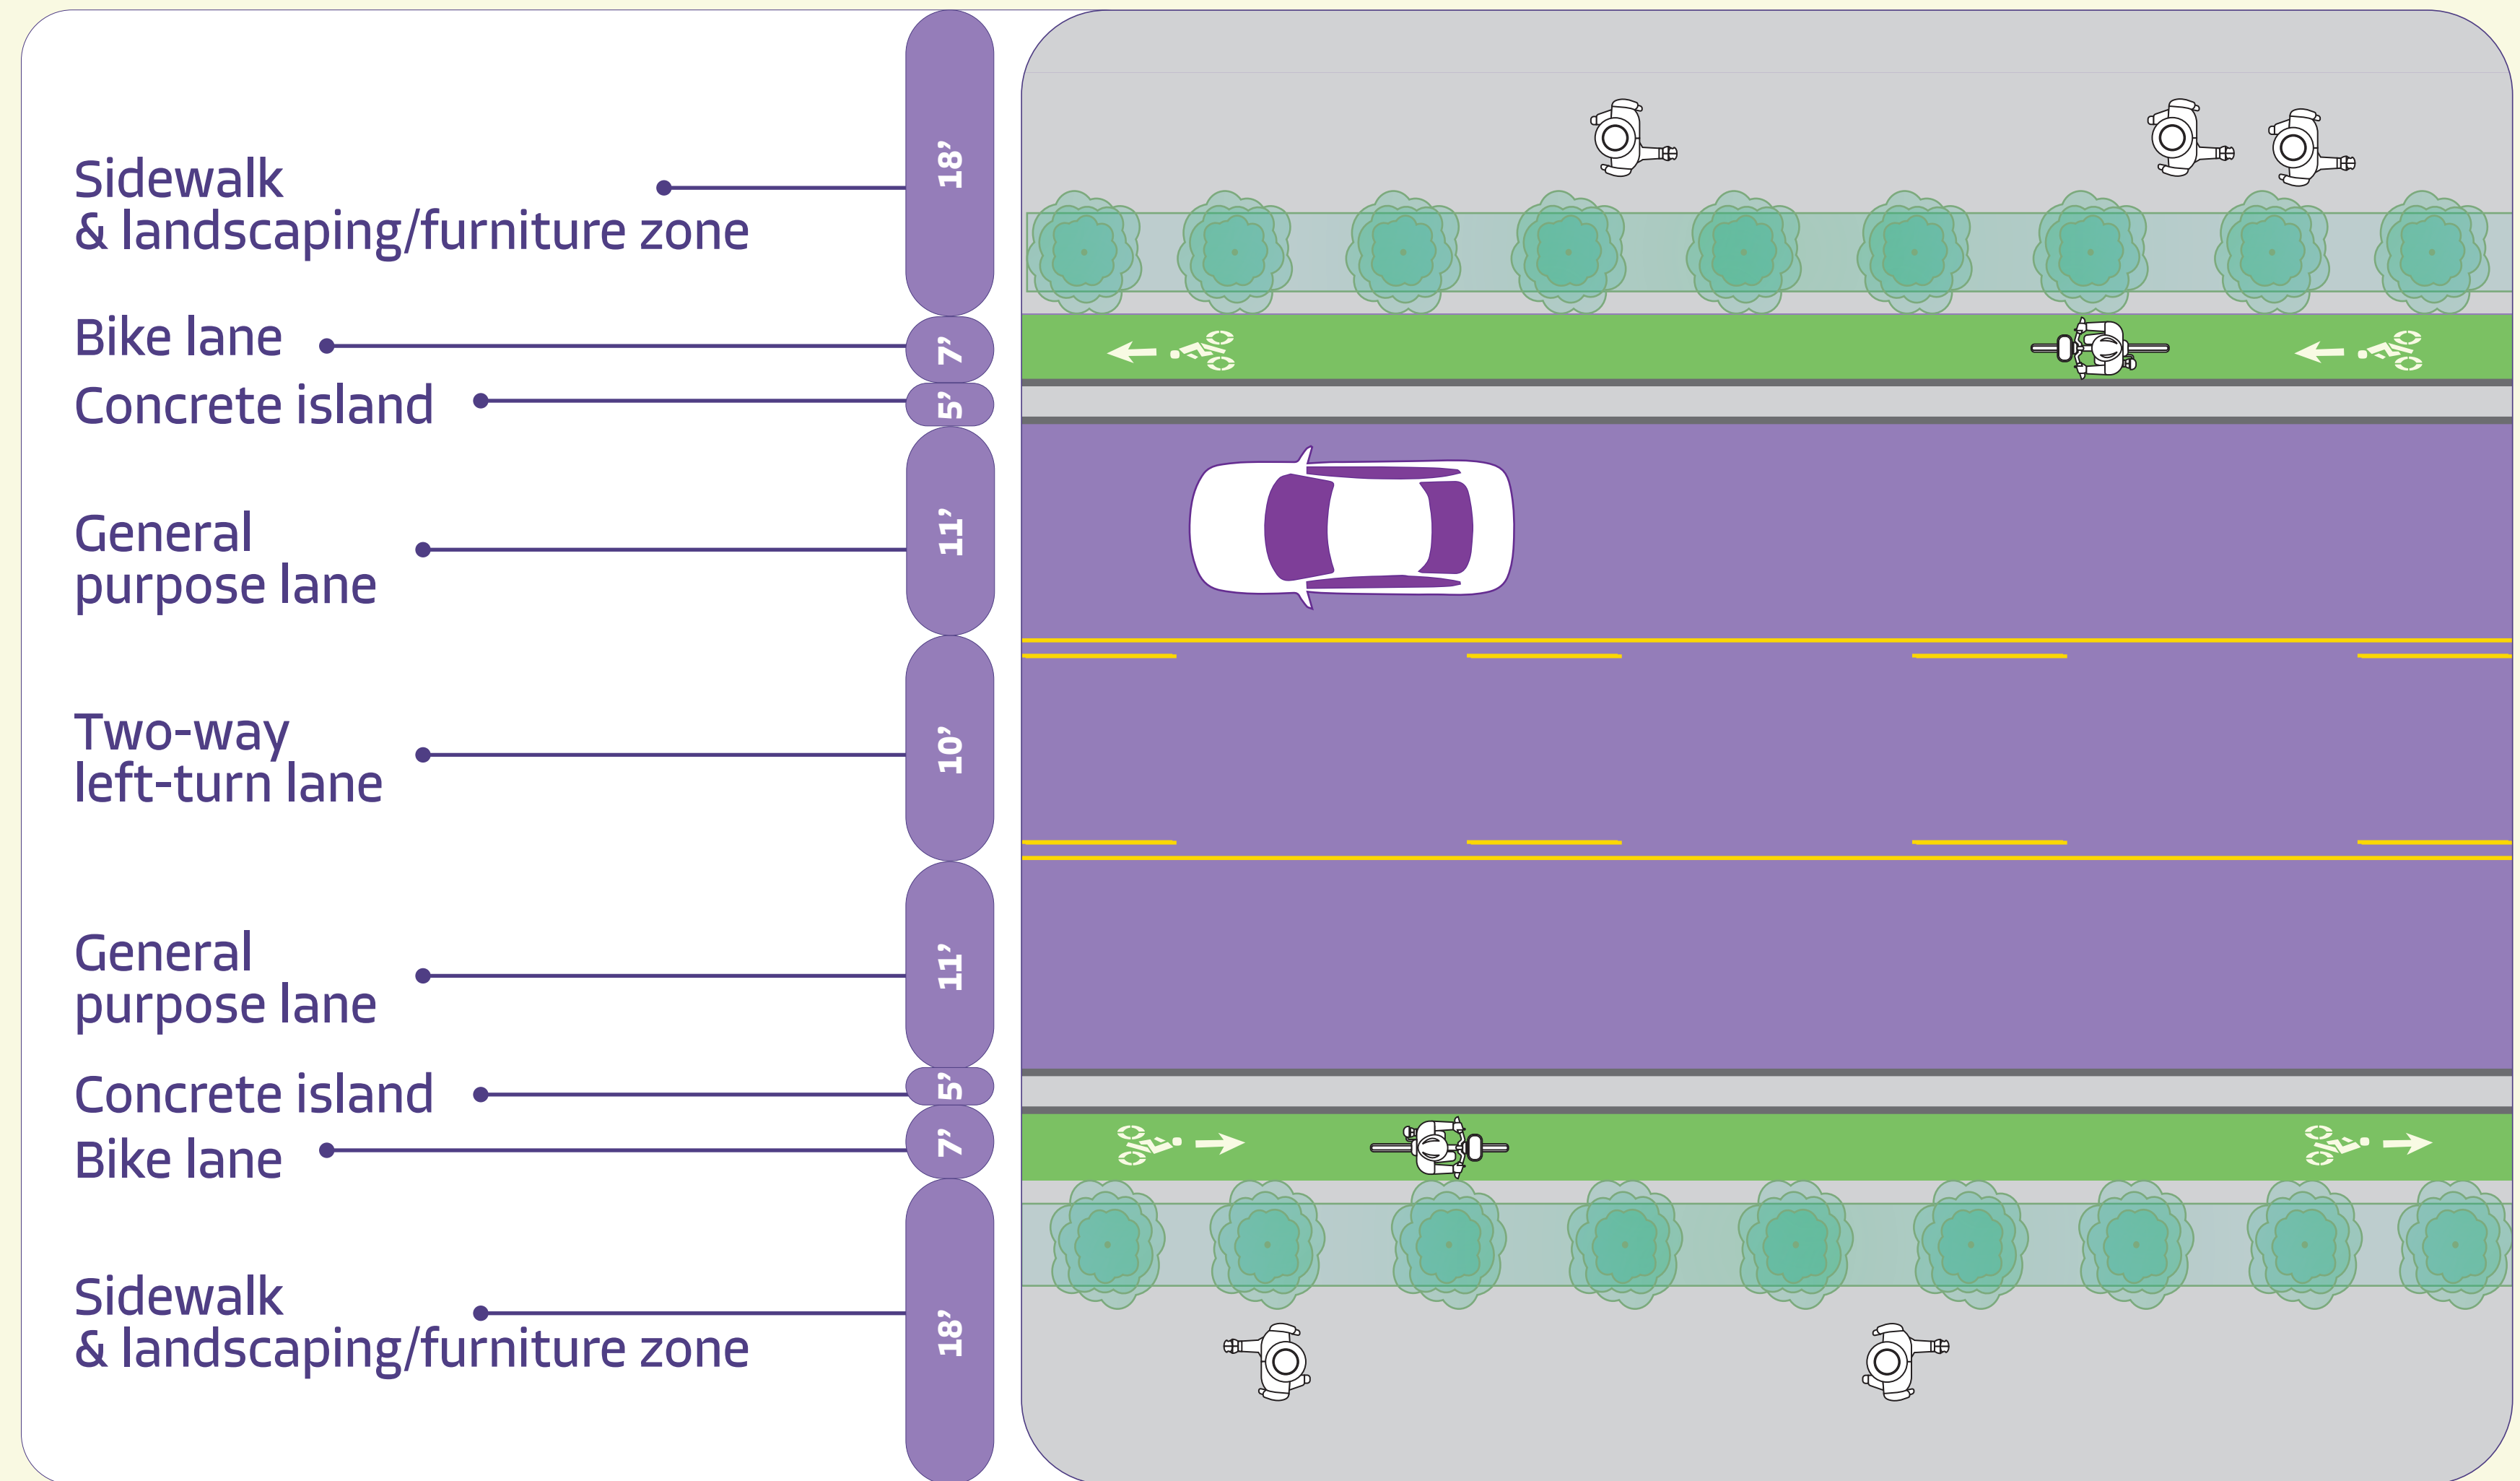 Sidewalk
& landscaping/furniture zone
18’
Bike lane
7’
Concrete island
5’
General
purpose lane
11’
Two-way
left-turn lane
10’
General
purpose lane
11’
Concrete island
5’
Bike lane
7’
Sidewalk
& landscaping/furniture zone
18’